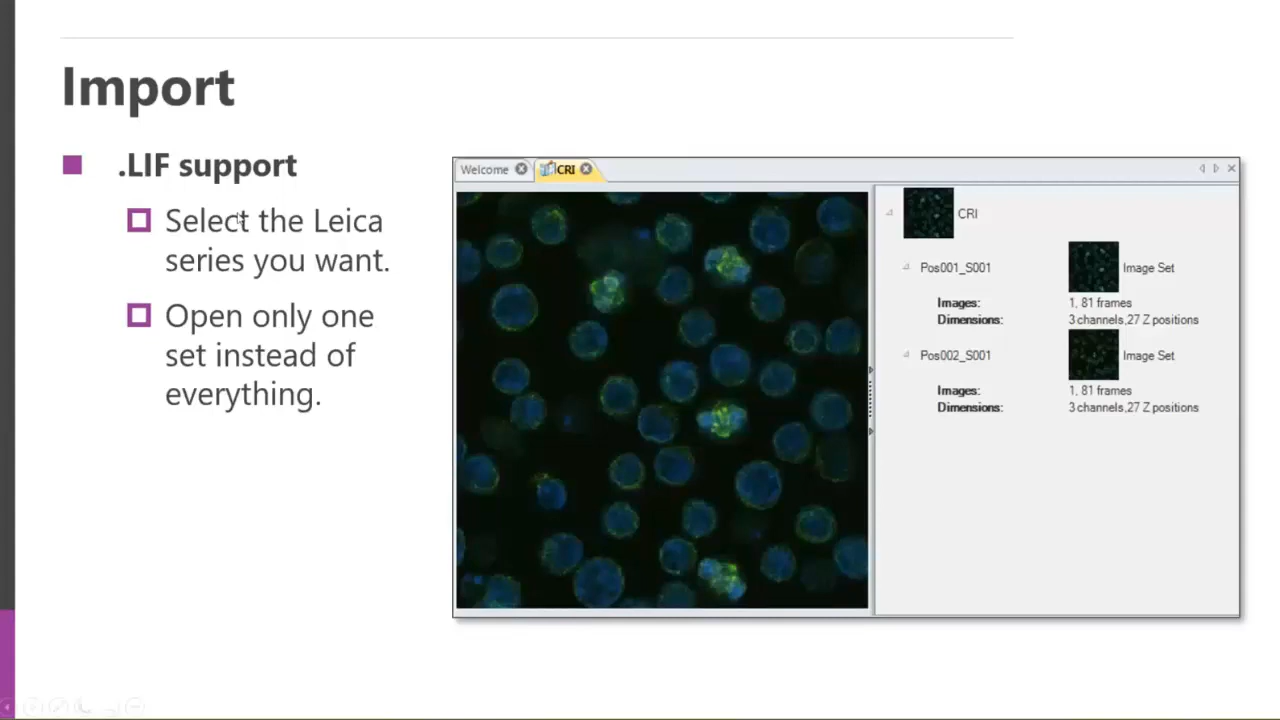 Import
.LIF support
Select the Leica
series you want.
Open only one
set instead of
everything.
Welcome
CRI
CRI
Pos001_S001
Image Set
Images:
1, 81 frames
Dimensions:
3 channels,27 Z positions
Pos002_S001
Image Set
Images:
1, 81 frames
Dimensions:
3 channels,27 Z positions